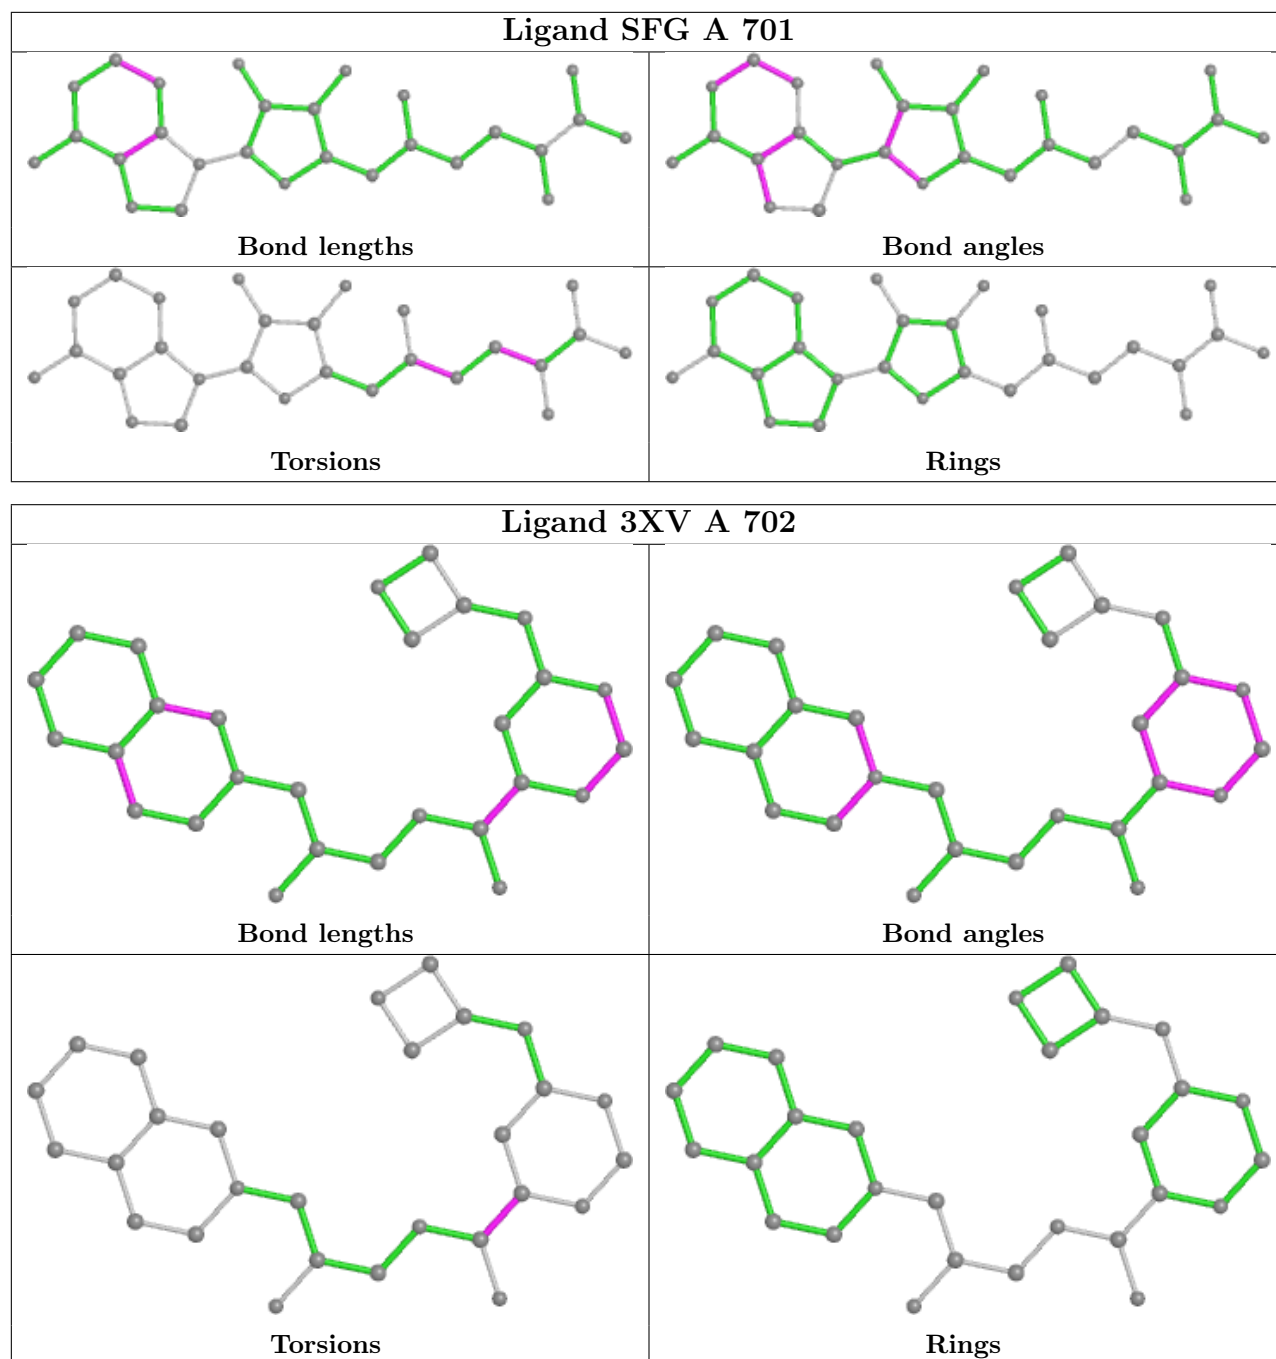 Ligand SFG A 701
Bond lengths
Bond angles
Torsions
Rings
Ligand 3XV A 702
Bond lengths
Bond angles
Torsions
Rings